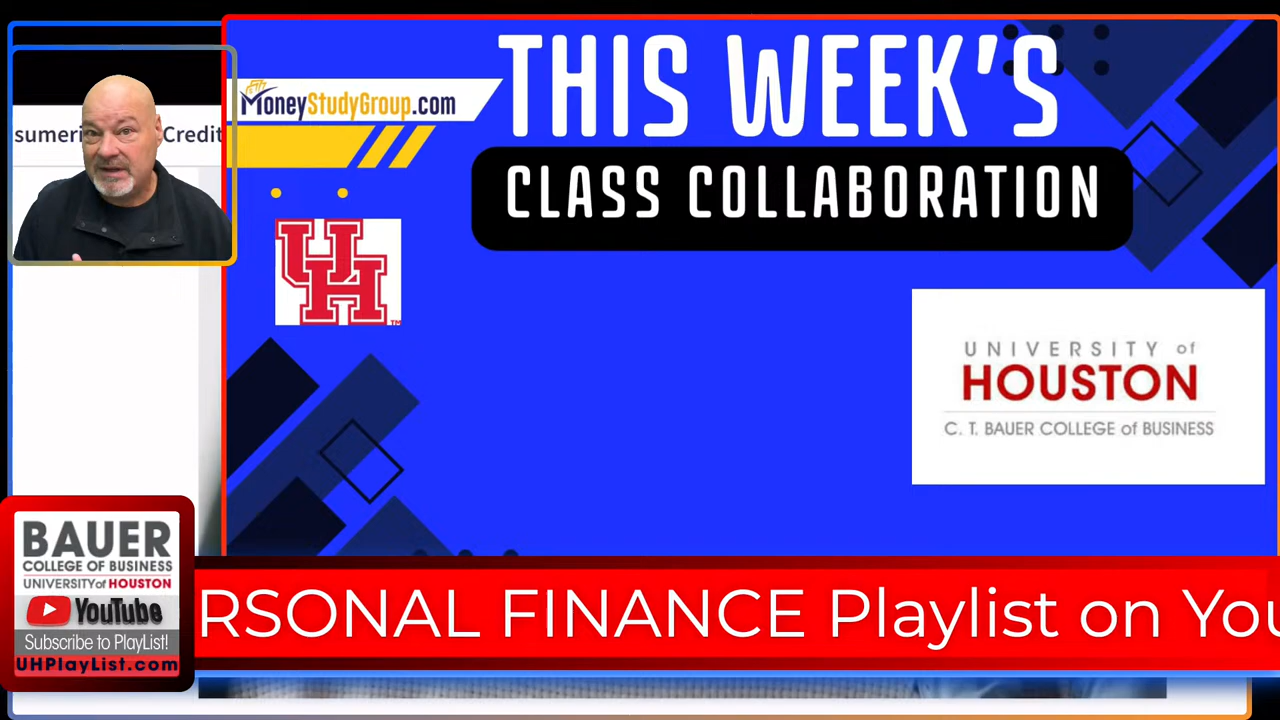 THIS WEEK'S
MoneyStudyGroup.com
sumeri
Credit
CLASS COLLABORATION
UH
TM
UNIVERSITY of
HOUSTON
C. T. BAUER COLLEGE of BUSINESS
BAUER
COLLEGE OF BUSINESS
UNIVERSITY of HOUSTON
YouTube
Subscribe to PlayList!
UHPlayList.com
RSONAL FINANCE Playlist on You